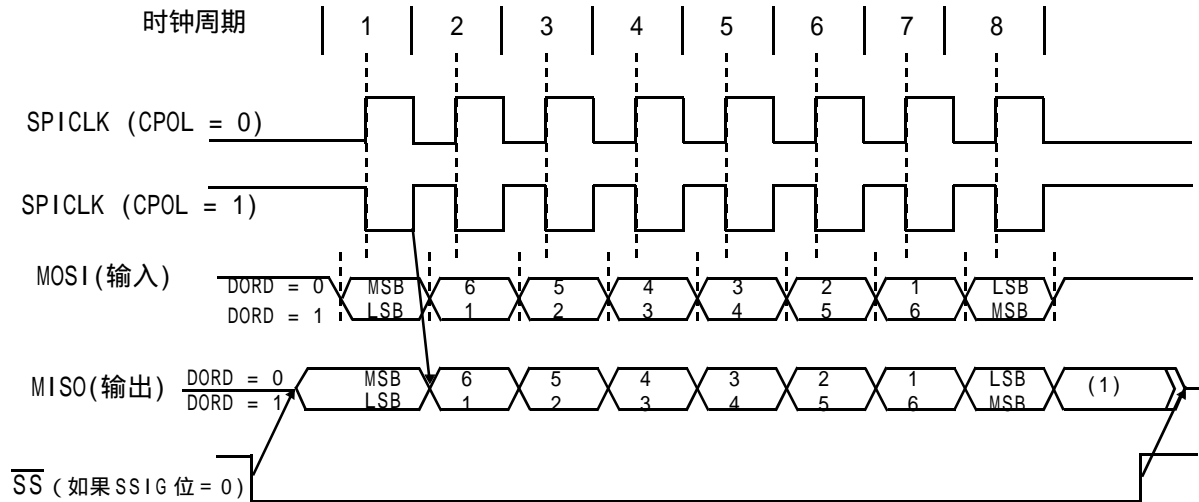 时钟周期 1 2 3 4 5 6 7 8
SPICLK (CPOL = 0)
SPICLK (CPOL = 1)
MOSI(输入)
DORD = 0 MSB 6 5 4 3 2 1 LSB
DORD = 1 LSB 1 2 3 4 5 6 MSB
MISO(输出)
DORD = 0 MSB 6 5 4 3 2 1 LSB (1)
DORD = 1 LSB 1 2 3 4 5 6 MSB
SS (如果SSIG位=0)